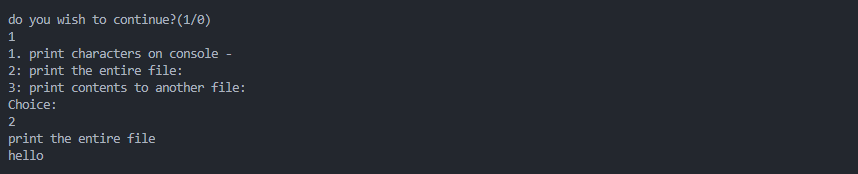 do you wish to continue?(1/0)
1
1. print characters on console -
2: print the entire file:
3: print contents to another file:
Choice:
2
print the entire file
hello